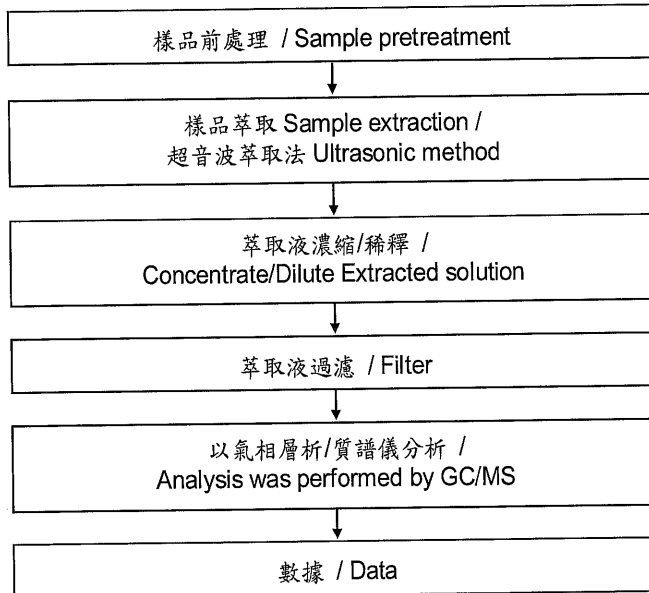 樣品前處理 / Sample pretreatment
樣品萃取 Sample extraction /
超音波萃取法 Ultrasonic method
萃取液濃縮/稀釋 /
Concentrate/Dilute Extracted solution
萃取液過濾 / Filter
以氣相層析/質譜儀分析 /
Analysis was performed by GC/MS
數據 / Data